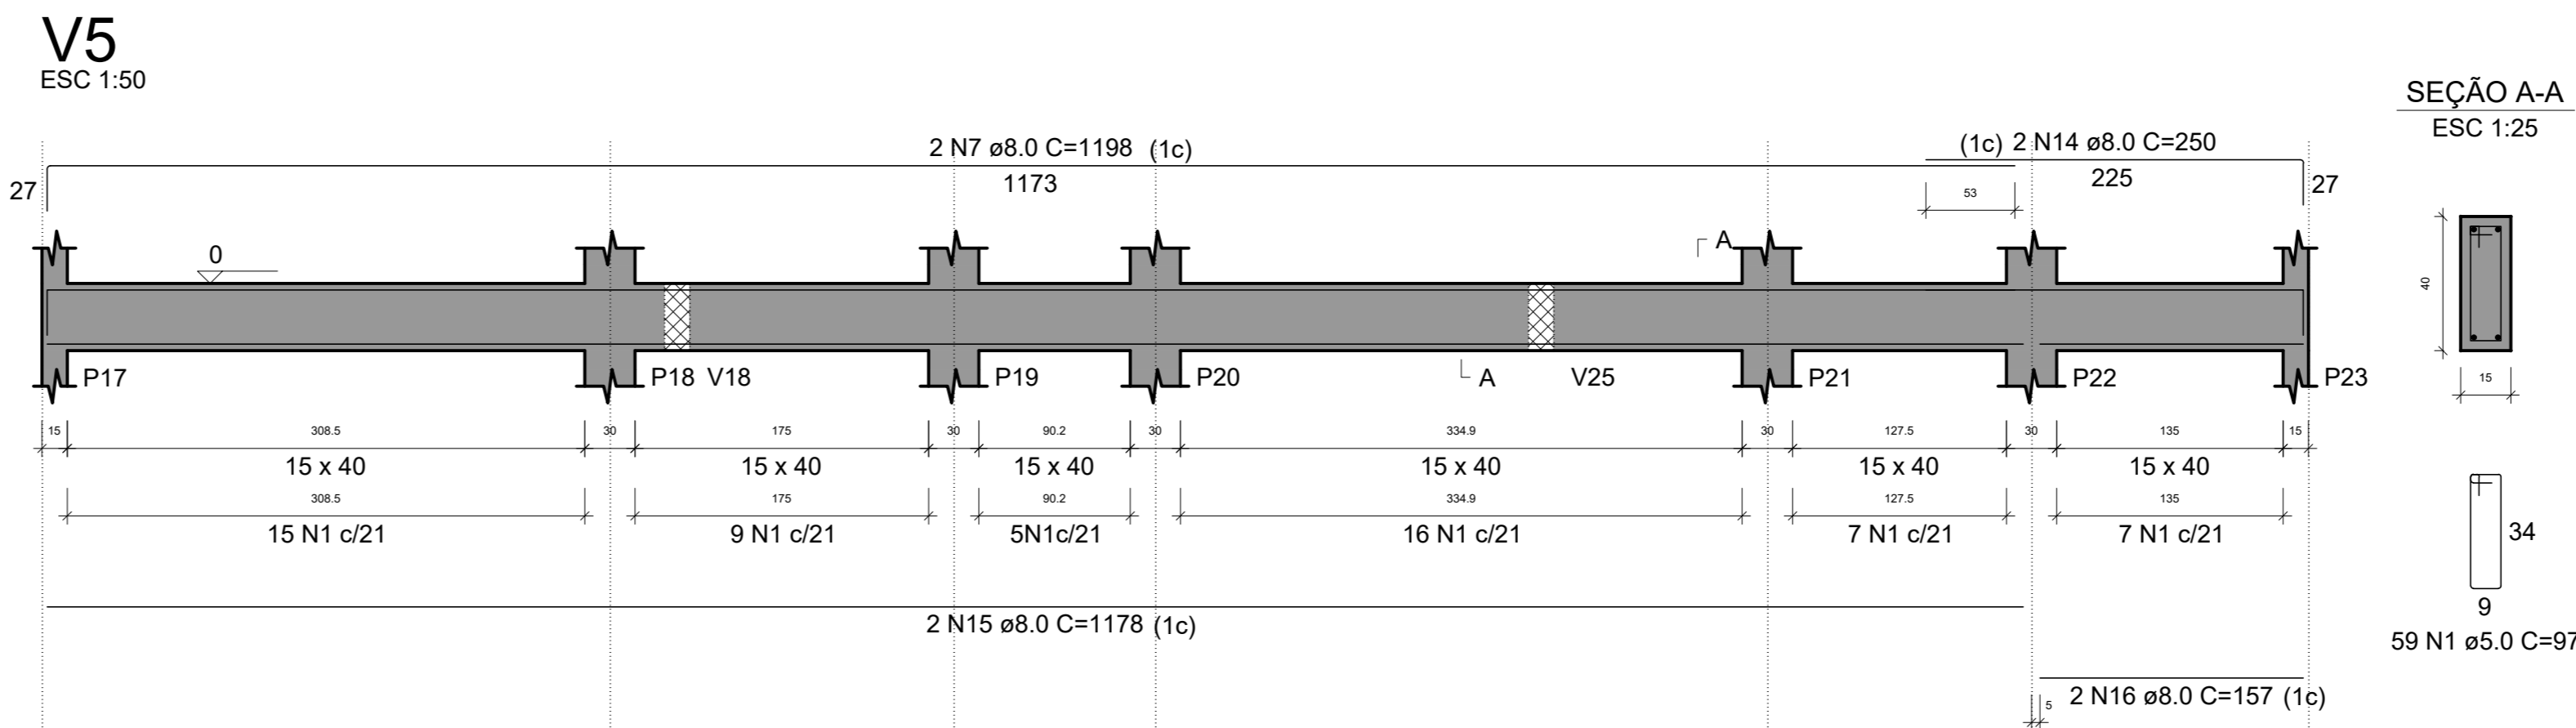 V5
ESC 1:50
SEÇÃO A-A
ESC 1:25
2 N7 ø8.0 C=1198 (1c)
(1c) 2 N14 ø8.0 C=250
1173
225
27
27
53
0
A
40
15
P17
P18 V18
P19
P20
A
V25
P21
P22
P23
15 308.5 30 175 30 90.2 30 334.9 30 127.5 30 135 15
15 x 40 15 x 40 15 x 40 15 x 40 15 x 40 15 x 40
308.5 175 90.2 334.9 127.5 135
15 N1 c/21 9 N1 c/21 5N1c/21 16 N1 c/21 7 N1 c/21 7 N1 c/21
34
9
59 N1 ø5.0 C=97
2 N15 ø8.0 C=1178 (1c)
2 N16 ø8.0 C=157 (1c)
5